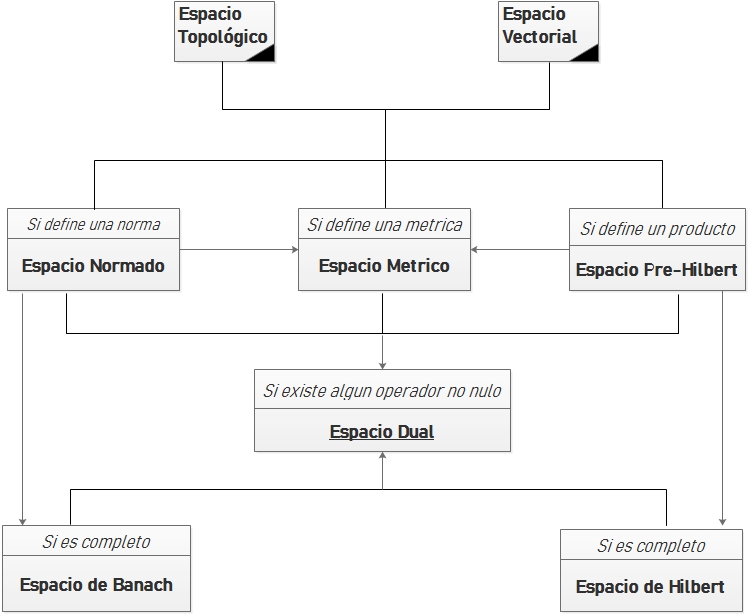 Espacio
Topológico
Espacio
Vectorial
Si define una norma
Espacio Normado
Si define una metrica
Espacio Metrico
Si define un producto
Espacio Pre-Hilbert
Si existe algun operador no nulo
Espacio Dual
Si es completo
Espacio de Banach
Si es completo
Espacio de Hilbert